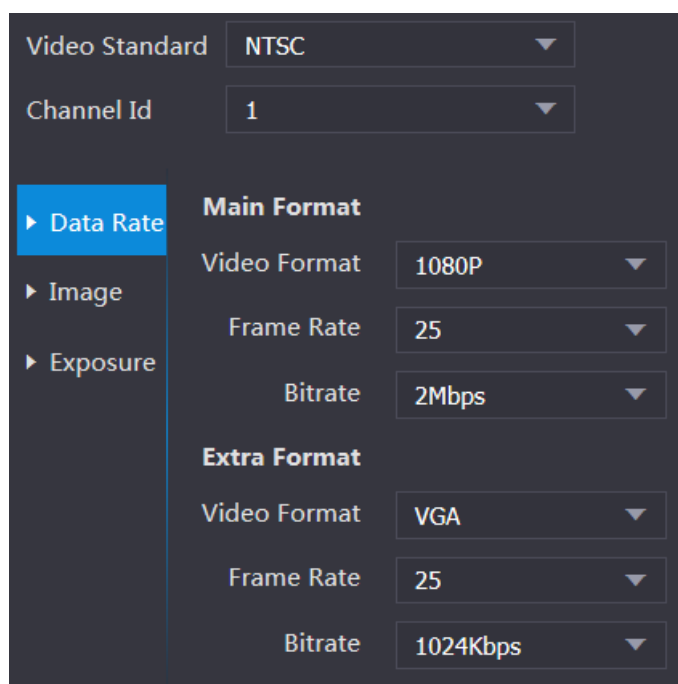 Video Standard NTSC
Channel Id 1
Data Rate
Image
Exposure
Main Format
Video Format 1080P
Frame Rate 25
Bitrate 2Mbps
Extra Format
Video Format VGA
Frame Rate 25
Bitrate 1024Kbps